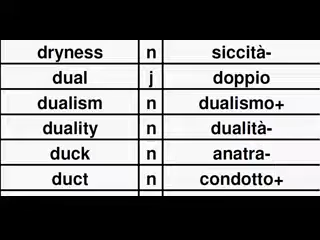 dryness n siccità-
dual j doppio
dualism n dualismo+
duality n dualità-
duck n anatra-
duct n condotto+